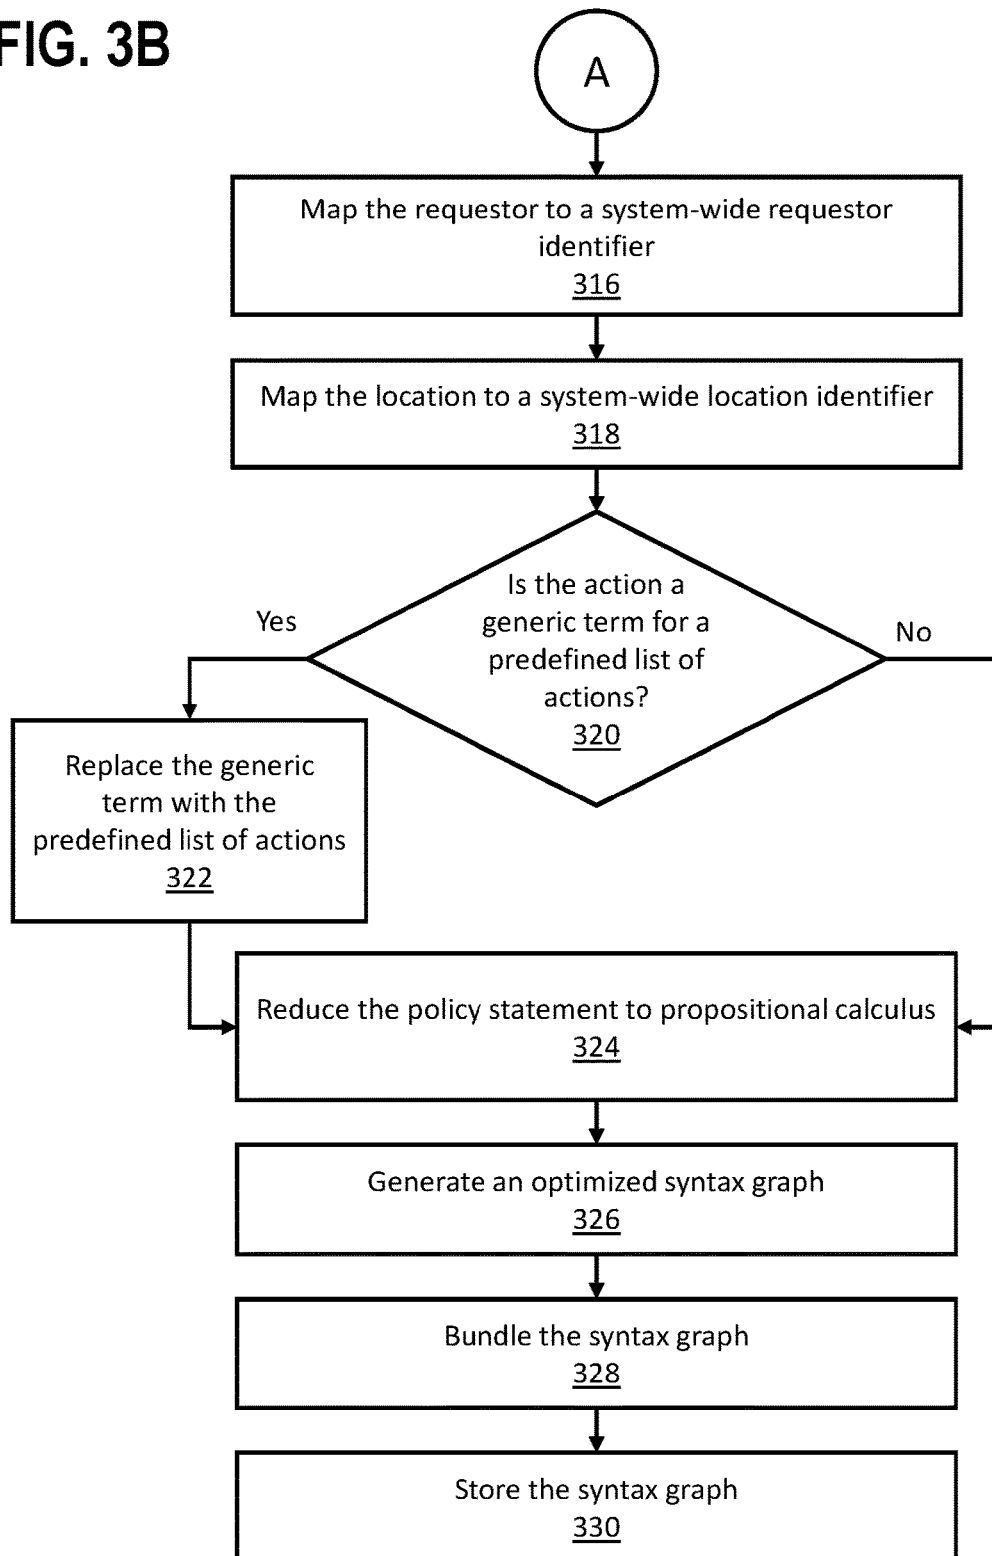 FIG. 3B
A
Map the requestor to a system-wide requestor
identifier
316
Map the location to a system-wide location identifier
318
Is the action a
generic term for a
predefined list of
actions?
320
Yes
No
Replace the generic
term with the
predefined list of actions
322
Reduce the policy statement to propositional calculus
324
Generate an optimized syntax graph
326
Bundle the syntax graph
328
Store the syntax graph
330